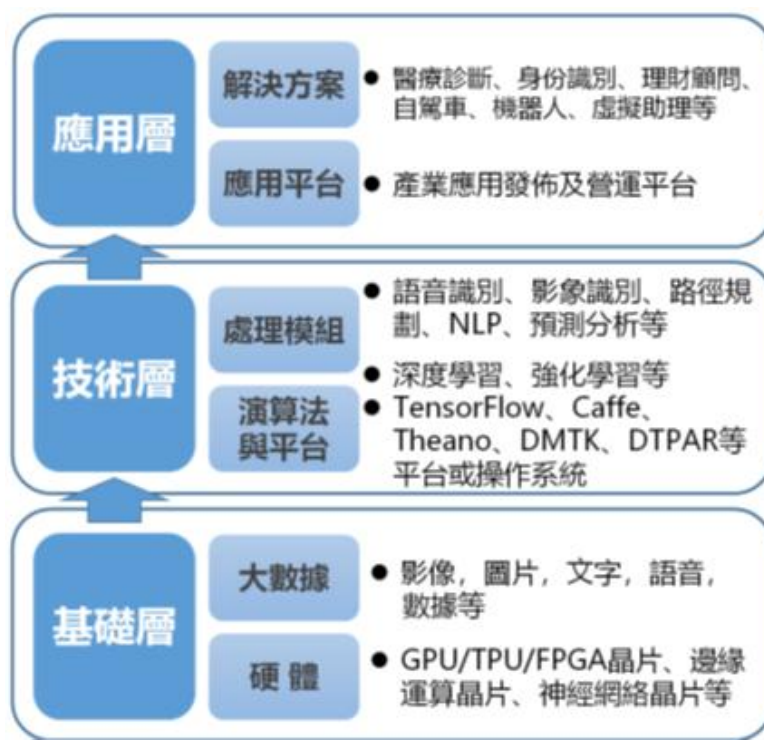 應用層
解決方案
● 醫療診斷、身份識別、理財顧問、
自駕車、機器人、虛擬助理等
應用平台
● 產業應用發佈及營運平台
技術層
處理模組
● 語音識別、影象識別、路徑規
劃、NLP、預測分析等
演算法
與平台
● 深度學習、強化學習等
● TensorFlow、Caffe、
Theano、DMTK、DTPAR等
平台或操作系統
基礎層
大數據
● 影像，圖片，文字，語音，
數據等
硬 體
● GPU/TPU/FPGA晶片、邊緣
運算晶片、神經網絡晶片等